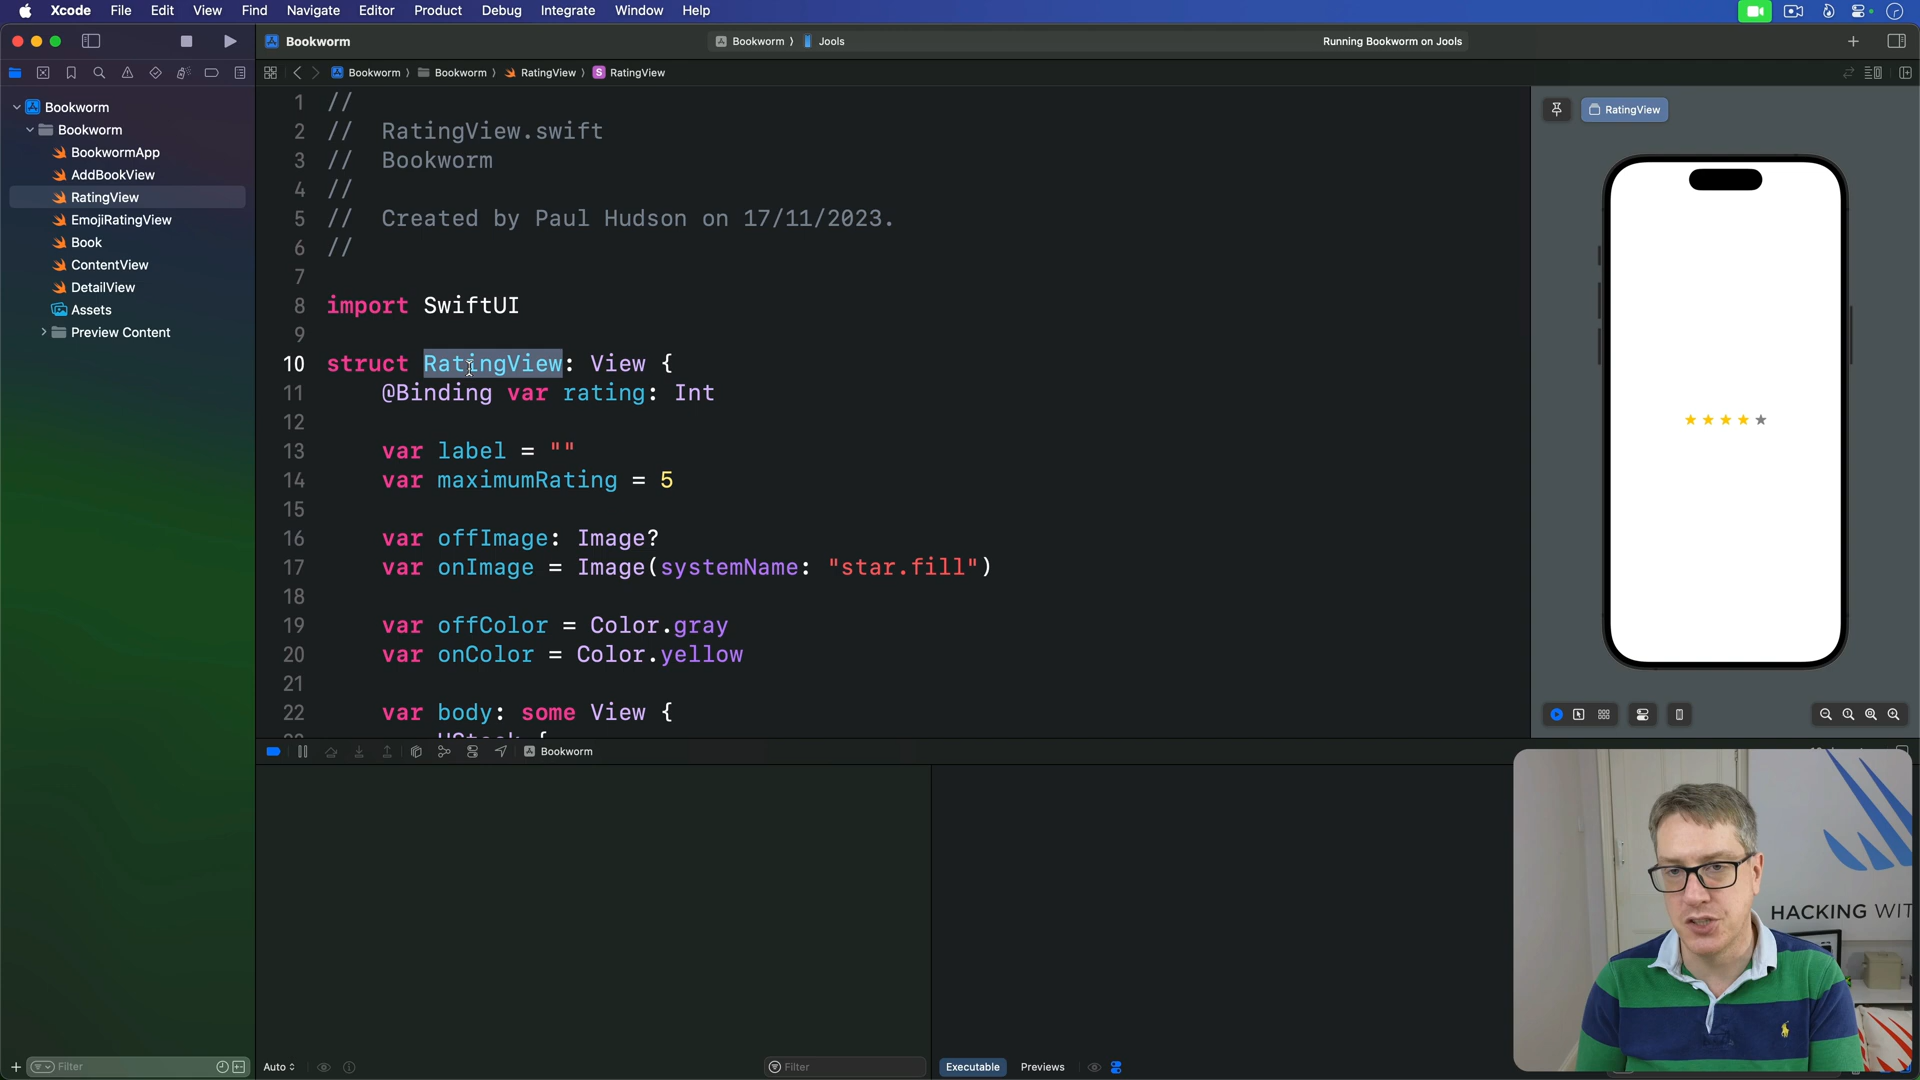 Xcode File Edit View Find Navigate Editor Product Debug Integrate Window Help
Bookworm
Bookworm 〉 Jools
Running Bookworm on Jools
Bookworm 〉 Bookworm 〉 RatingView 〉 S RatingView
Bookworm
Bookworm
BookwormApp
AddBookView
RatingView
EmojiRatingView
Book
ContentView
DetailView
Assets
Preview Content
1 //
2 //  RatingView.swift
3 //  Bookworm
4 //
5 //  Created by Paul Hudson on 17/11/2023.
6 //
7
8 import SwiftUI
9
10 struct RatingView: View {
11     @Binding var rating: Int
12
13     var label = ""
14     var maximumRating = 5
15
16     var offImage: Image?
17     var onImage = Image(systemName: "star.fill")
18
19     var offColor = Color.gray
20     var onColor = Color.yellow
21
22     var body: some View {
RatingView
Bookworm
HACKING WIT
Filter
Auto
Filter
Executable Previews